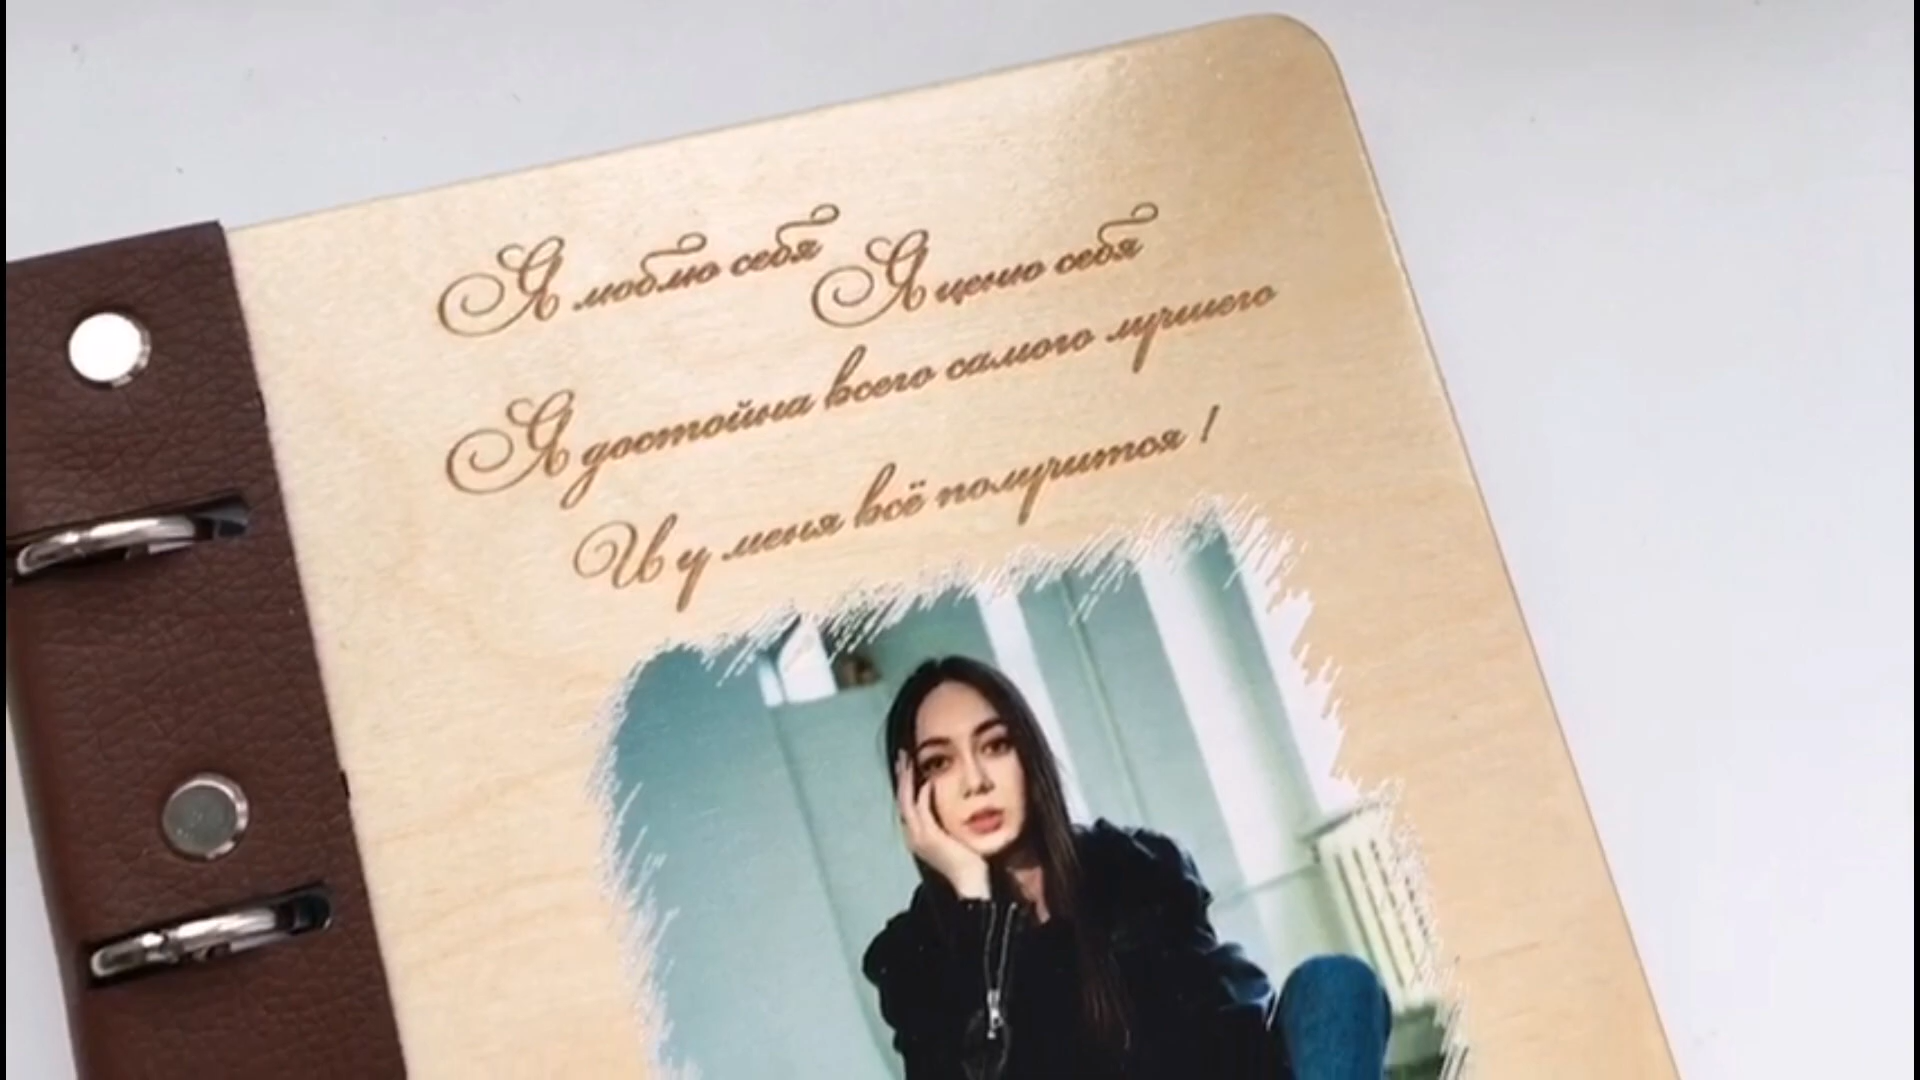 Я люблю себя Я ценю себя
Я достойна всего самого лучшего
И у меня всё получится !